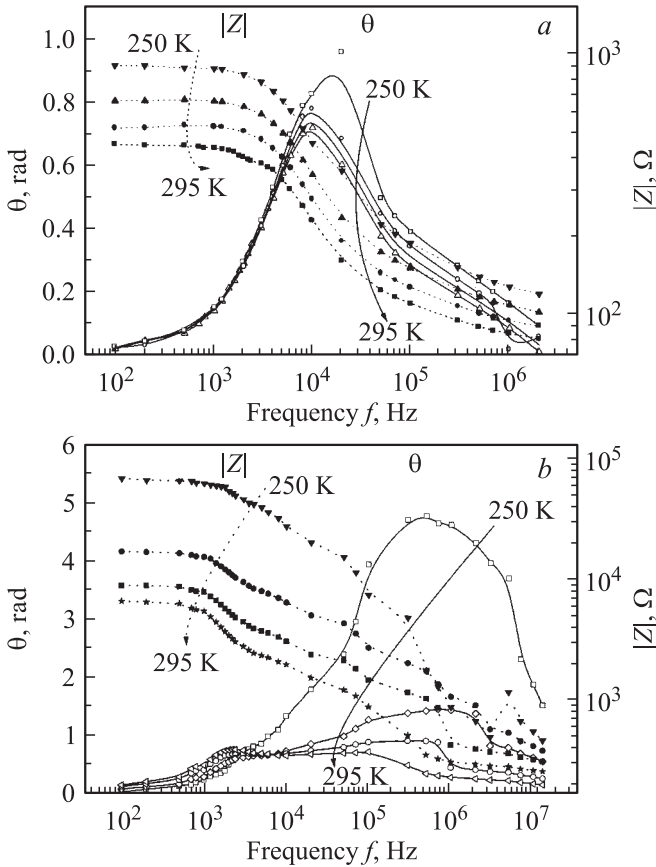 |Z| θ a
1.0
0.8
0.6
0.4
0.2
0.0
θ, rad
250 K
295 K
250 K
295 K
10³
10²
|Z|, Ω
10² 10³ 10⁴ 10⁵ 10⁶
Frequency f, Hz
|Z| θ b
6
5
4
3
2
1
0
θ, rad
250 K
295 K
250 K
295 K
10⁵
10⁴
10³
|Z|, Ω
10² 10³ 10⁴ 10⁵ 10⁶ 10⁷
Frequency f, Hz